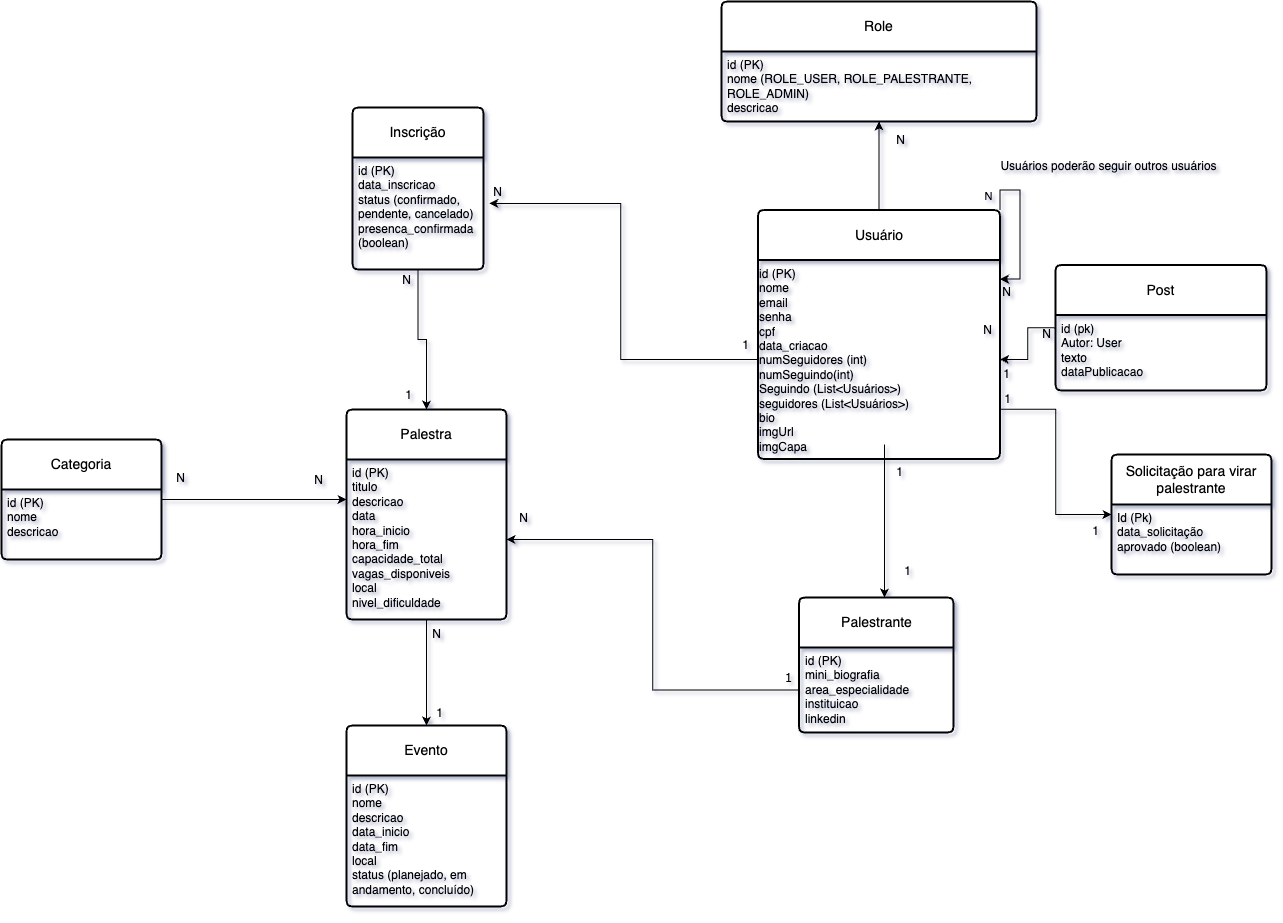 Role
id (PK)
nome (ROLE_USER, ROLE_PALESTRANTE,
ROLE_ADMIN)
descricao
N
Inscrição
id (PK)
data_inscricao
status (confirmado,
pendente, cancelado)
presenca_confirmada
(boolean)
N
N
Usuários poderão seguir outros usuários
N
N
Usuário
id (PK)
nome
email
senha
cpf
data_criacao
numSeguidores (int)
numSeguindo(int)
Seguindo (List<Usuários>)
seguidores (List<Usuários>)
bio
imgUrl
imgCapa
N
1
Post
id (pk)
Autor: User
texto
dataPublicacao
N
1
1
Solicitação para virar
palestrante
Id (Pk)
data_solicitação
aprovado (boolean)
1
1
Palestra
id (PK)
titulo
descricao
data
hora_inicio
hora_fim
capacidade_total
vagas_disponiveis
local
nivel_dificuldade
Categoria
id (PK)
nome
descricao
N
N
N
1
1
Palestrante
id (PK)
mini_biografia
area_especialidade
instituicao
linkedin
1
N
1
Evento
id (PK)
nome
descricao
data_inicio
data_fim
local
status (planejado, em
andamento, concluído)